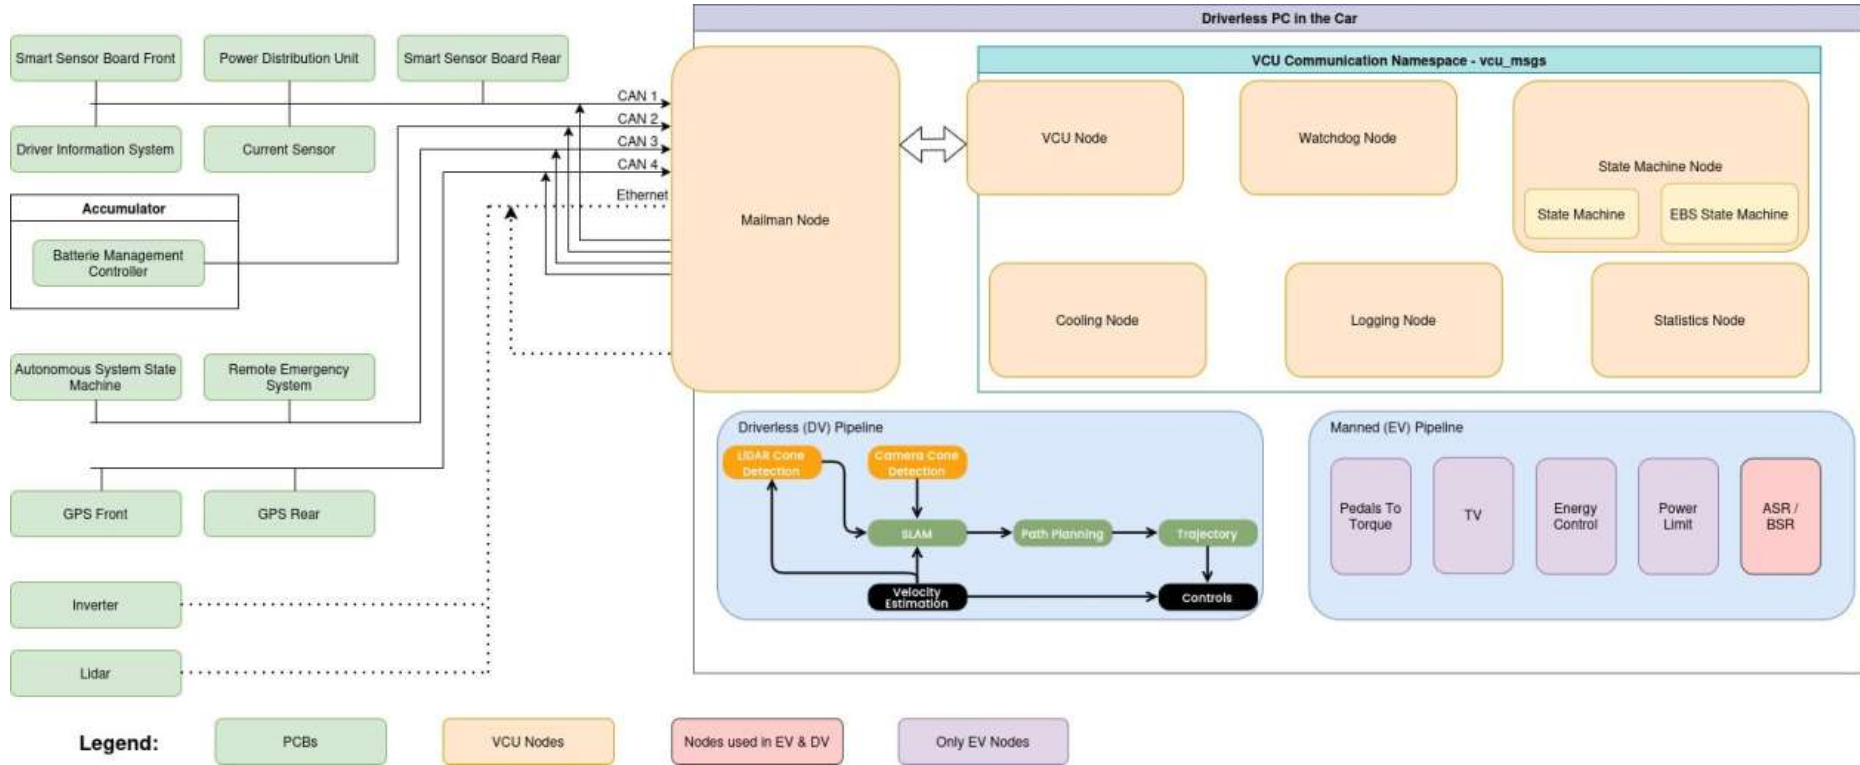 Driverless PC in the Car
Smart Sensor Board Front
Power Distribution Unit
Smart Sensor Board Rear
VCU Communication Namespace - vcu_msgs
CAN 1
CAN 2
CAN 3
CAN 4
Ethernet
Driver Information System
Current Sensor
VCU Node
Watchdog Node
State Machine Node
State Machine
EBS State Machine
Accumulator
Batterie Management
Controller
Mailman Node
Cooling Node
Logging Node
Statistics Node
Autonomous System State
Machine
Remote Emergency
System
GPS Front
GPS Rear
Inverter
Lidar
Driverless (DV) Pipeline
LiDAR Cone
Detection
Camera Cone
Detection
SLAM
Path Planning
Trajectory
Velocity
Estimation
Controls
Manned (EV) Pipeline
Pedals To
Torque
TV
Energy
Control
Power
Limit
ASR /
BSR
Legend:
PCBs
VCU Nodes
Nodes used in EV & DV
Only EV Nodes